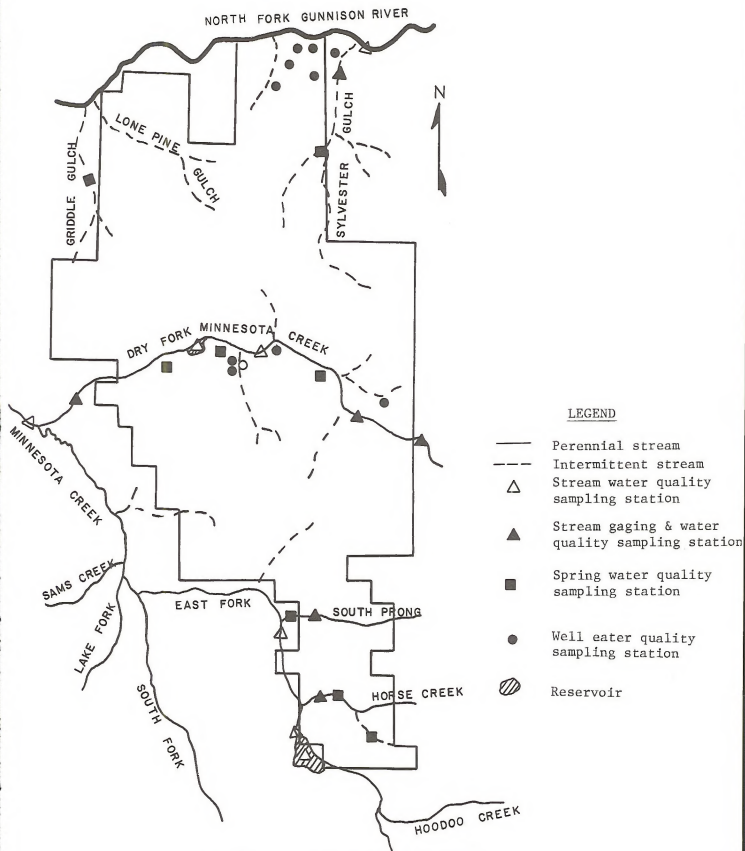 NORTH FORK GUNNISON RIVER
N
LONE PINE
GULCH
GRIDDLE GULCH
SYLVESTER
GULCH
DRY FORK MINNESOTA CREEK
MINNESOTA CREEK
SAMS CREEK
EAST FORK
SOUTH PRONG
LAKE FORK
SOUTH FORK
HORSE CREEK
HOODOO CREEK
LEGEND
Perennial stream
Intermittent stream
Stream water quality
sampling station
Stream gaging & water
quality sampling station
Spring water quality
sampling station
Well eater quality
sampling station
Reservoir